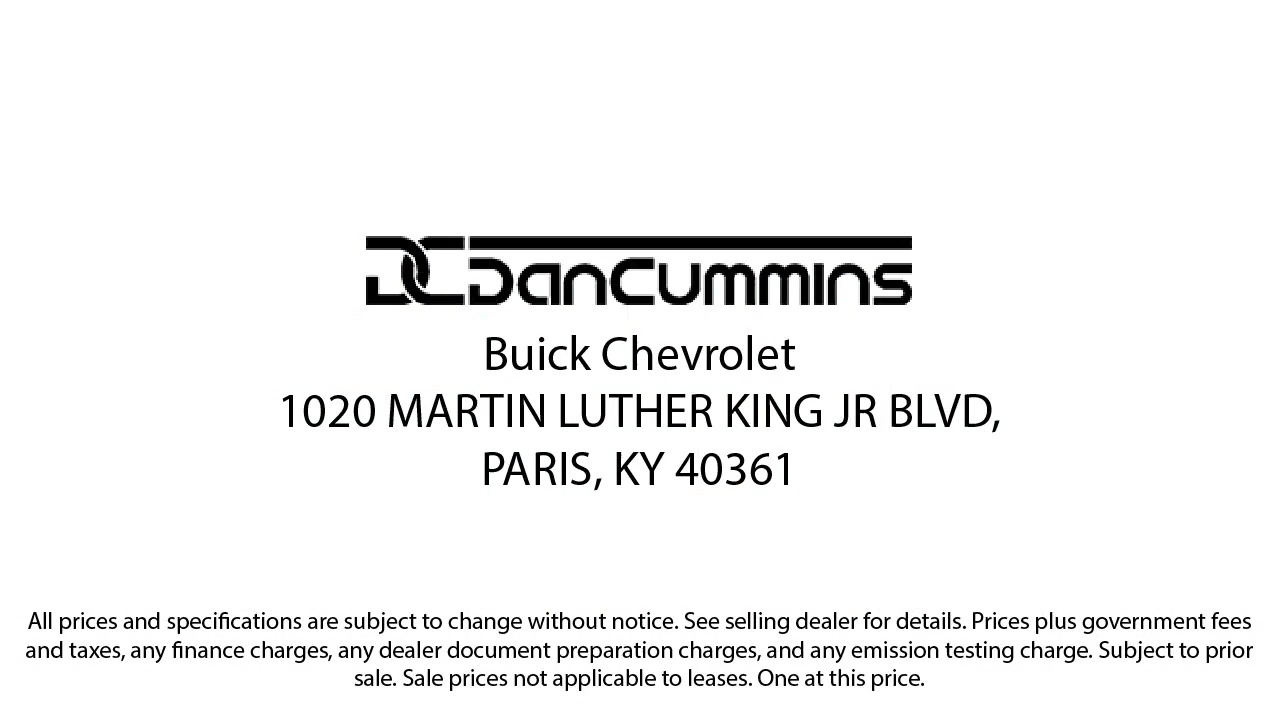 DC DanCummins
Buick Chevrolet
1020 MARTIN LUTHER KING JR BLVD,
PARIS, KY 40361
All prices and specifications are subject to change without notice. See selling dealer for details. Prices plus government fees
and taxes, any finance charges, any dealer document preparation charges, and any emission testing charge. Subject to prior
sale. Sale prices not applicable to leases. One at this price.